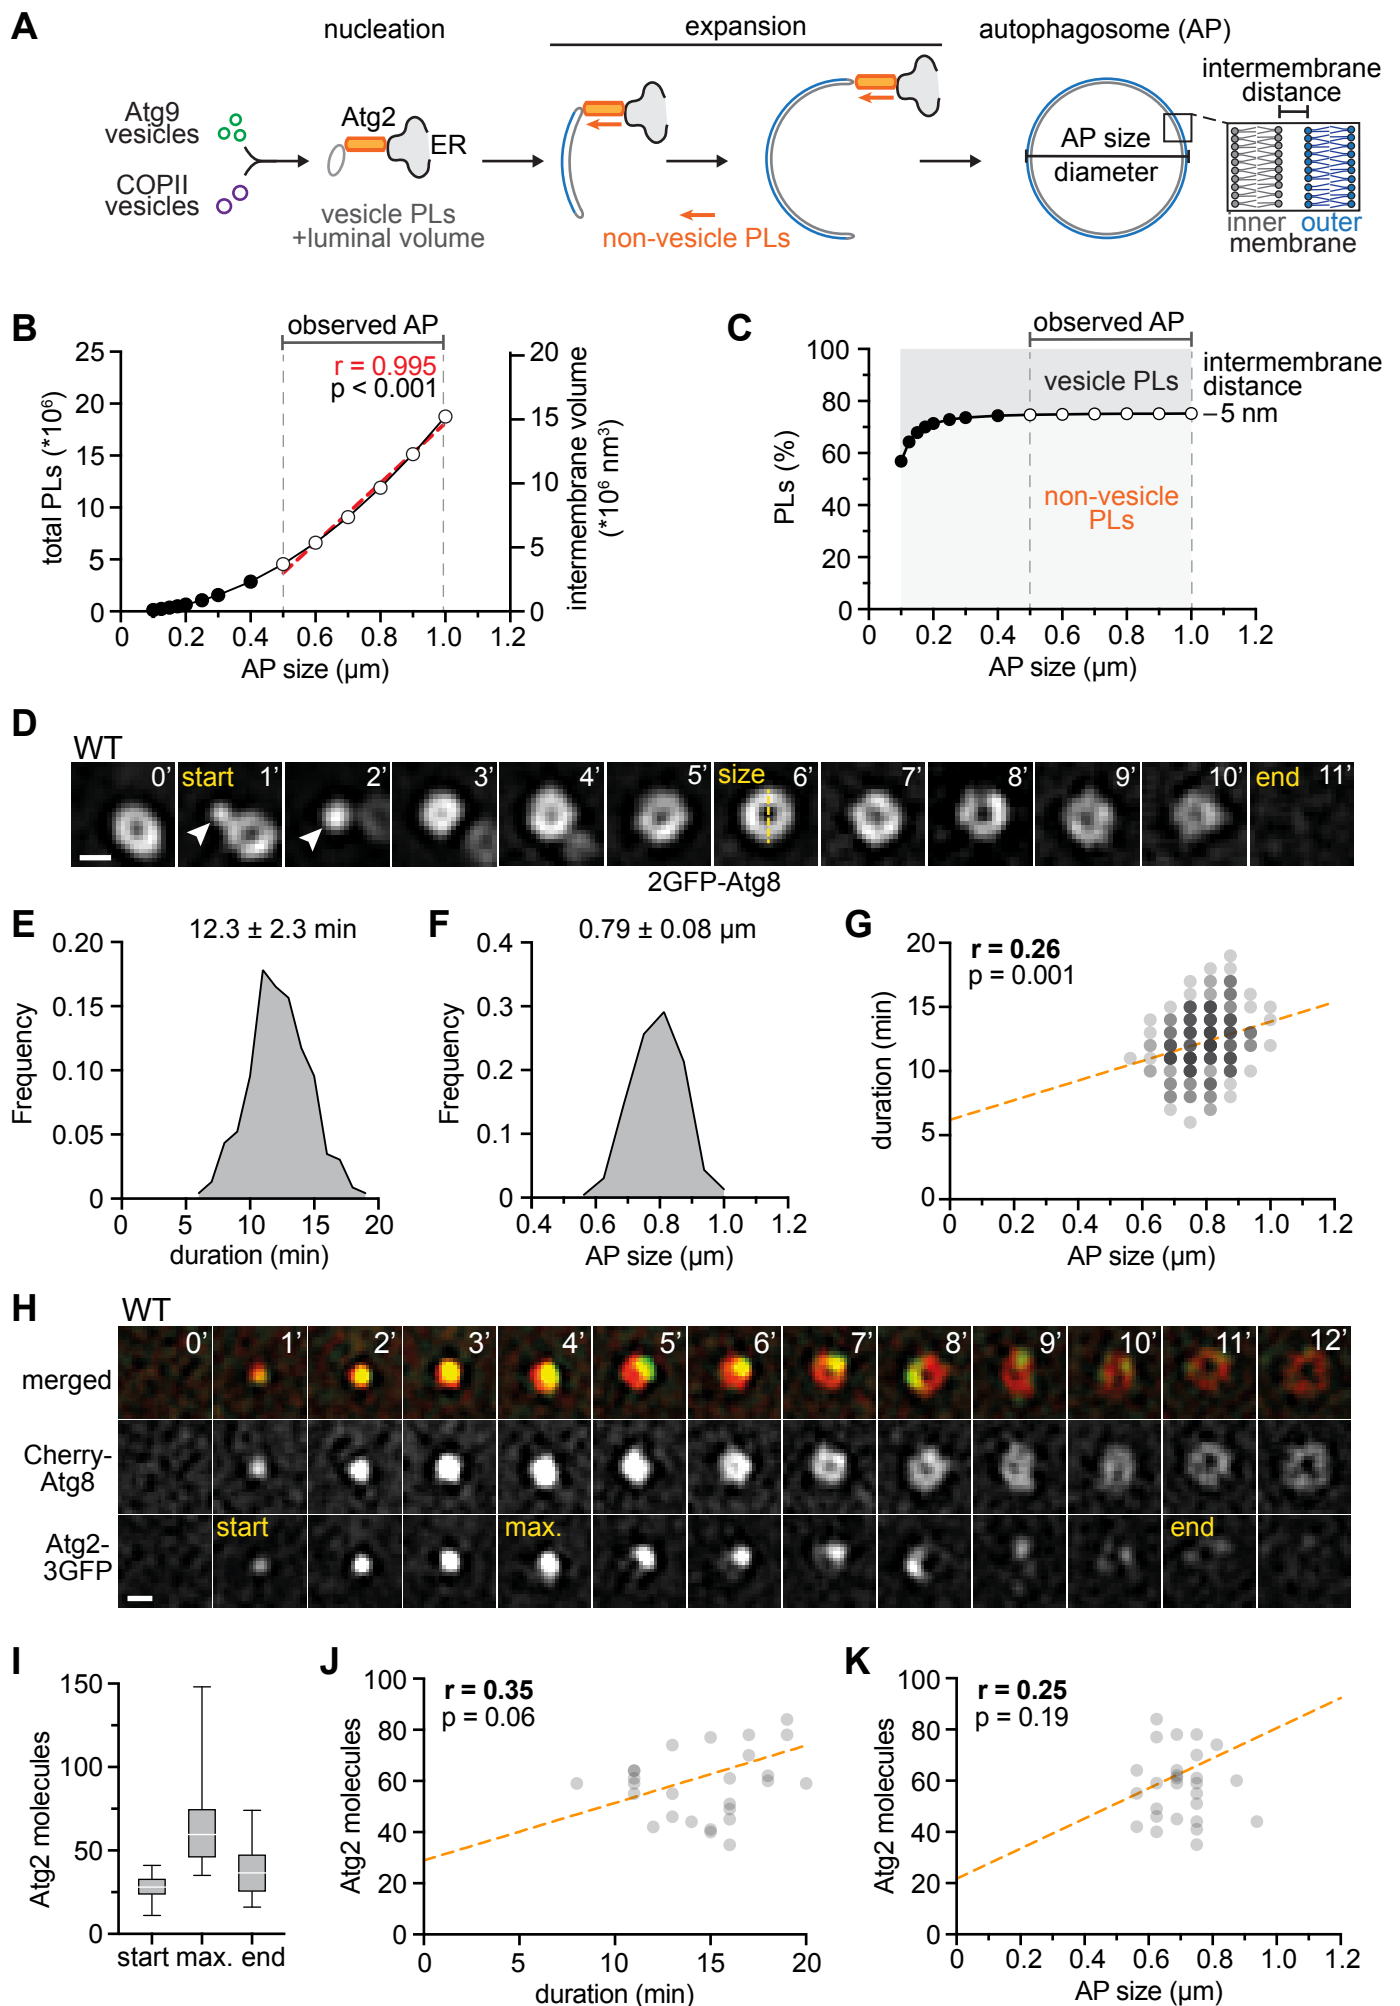 A
nucleation
expansion
autophagosome (AP)
intermembrane
distance
Atg9
vesicles
COPII
vesicles
Atg2
ER
vesicle PLs
+luminal volume
non-vesicle PLs
AP size
diameter
inner outer
membrane
B
observed AP
r = 0.995
p < 0.001
total PLs (*10⁶)
25
20
15
10
5
0
intermembrane volume
(*10⁶ nm³)
20
15
10
5
0
0 0.2 0.4 0.6 0.8 1.0 1.2
AP size (µm)
C
observed AP
intermembrane
distance
5 nm
vesicle PLs
non-vesicle
PLs
PLs (%)
100
80
60
40
20
0
0 0.2 0.4 0.6 0.8 1.0 1.2
AP size (µm)
D
WT
0’ start 1’ 2’ 3’ 4’ 5’ size 6’ 7’ 8’ 9’ 10’ end 11’
2GFP-Atg8
E
12.3 ± 2.3 min
Frequency
0.20
0.15
0.10
0.05
0
0 5 10 15 20
duration (min)
F
0.79 ± 0.08 µm
Frequency
0.4
0.3
0.2
0.1
0
0.4 0.6 0.8 1.0 1.2
AP size (µm)
G
r = 0.26
p = 0.001
duration (min)
20
15
10
5
0
0 0.2 0.4 0.6 0.8 1.0 1.2
AP size (µm)
H
WT
0’ 1’ 2’ 3’ 4’ 5’ 6’ 7’ 8’ 9’ 10’ 11’ 12’
merged
Cherry-
Atg8
start max. end
Atg2-
3GFP
I
Atg2 molecules
150
100
50
0
start max. end
J
r = 0.35
p = 0.06
Atg2 molecules
100
80
60
40
20
0
0 5 10 15 20
duration (min)
K
r = 0.25
p = 0.19
Atg2 molecules
100
80
60
40
20
0
0 0.2 0.4 0.6 0.8 1.0 1.2
AP size (µm)